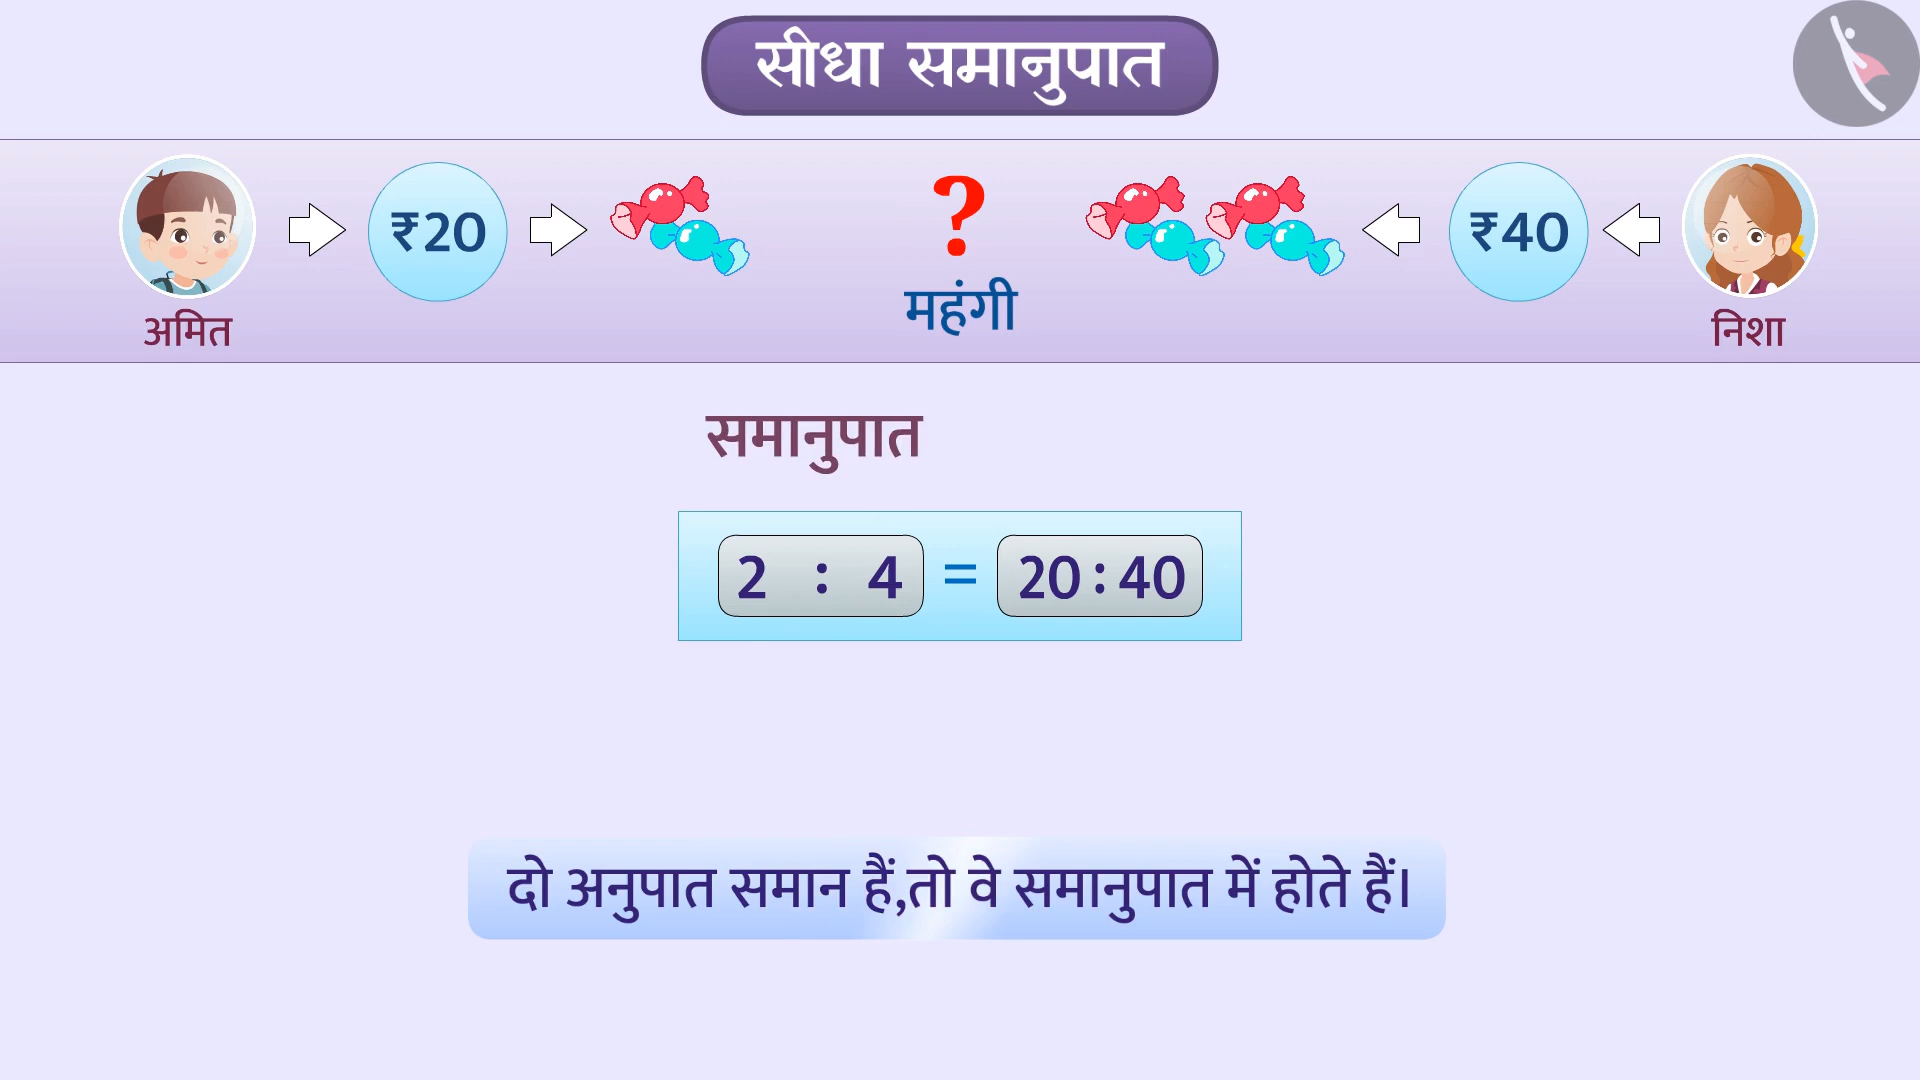 सीधा समानुपात
₹20
?
₹40
महंगी
अमित
निशा
समानुपात
2 : 4 = 20:40
दो अनुपात समान हैं,तो वे समानुपात में होते हैं।